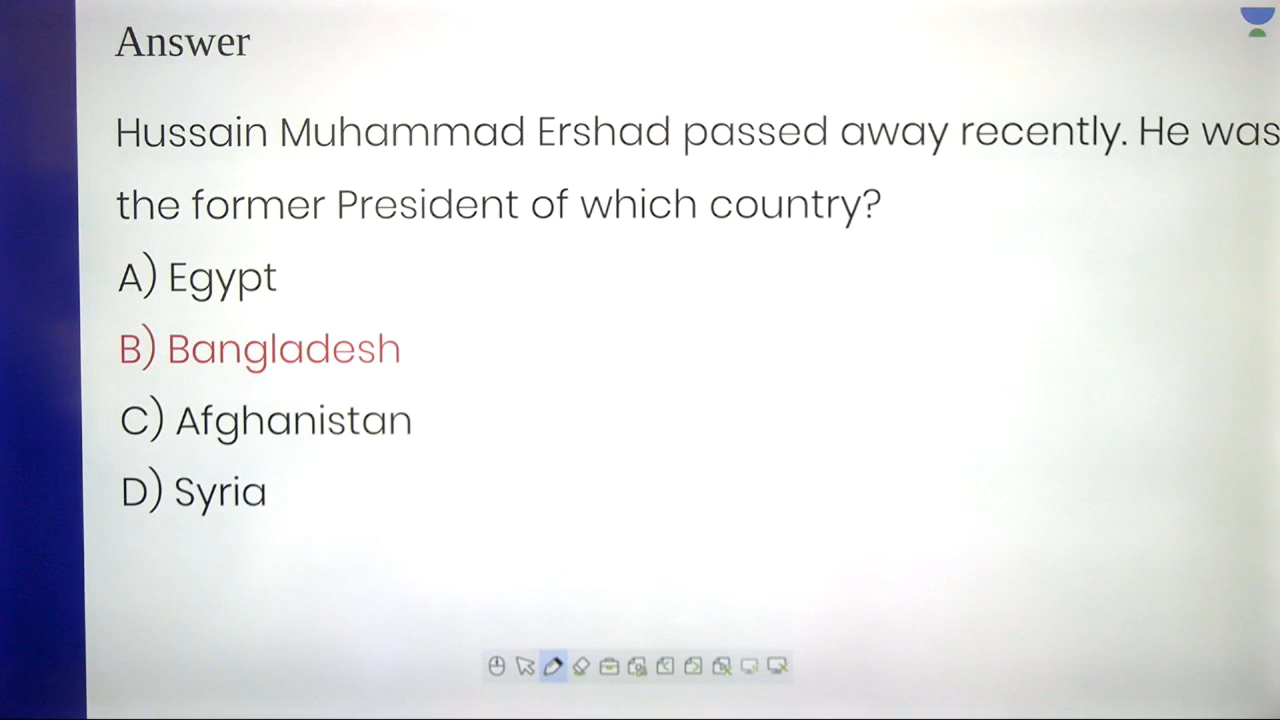 Answer
Hussain Muhammad Ershad passed away recently. He was
the former President of which country?
A) Egypt
B) Bangladesh
C) Afghanistan
D) Syria